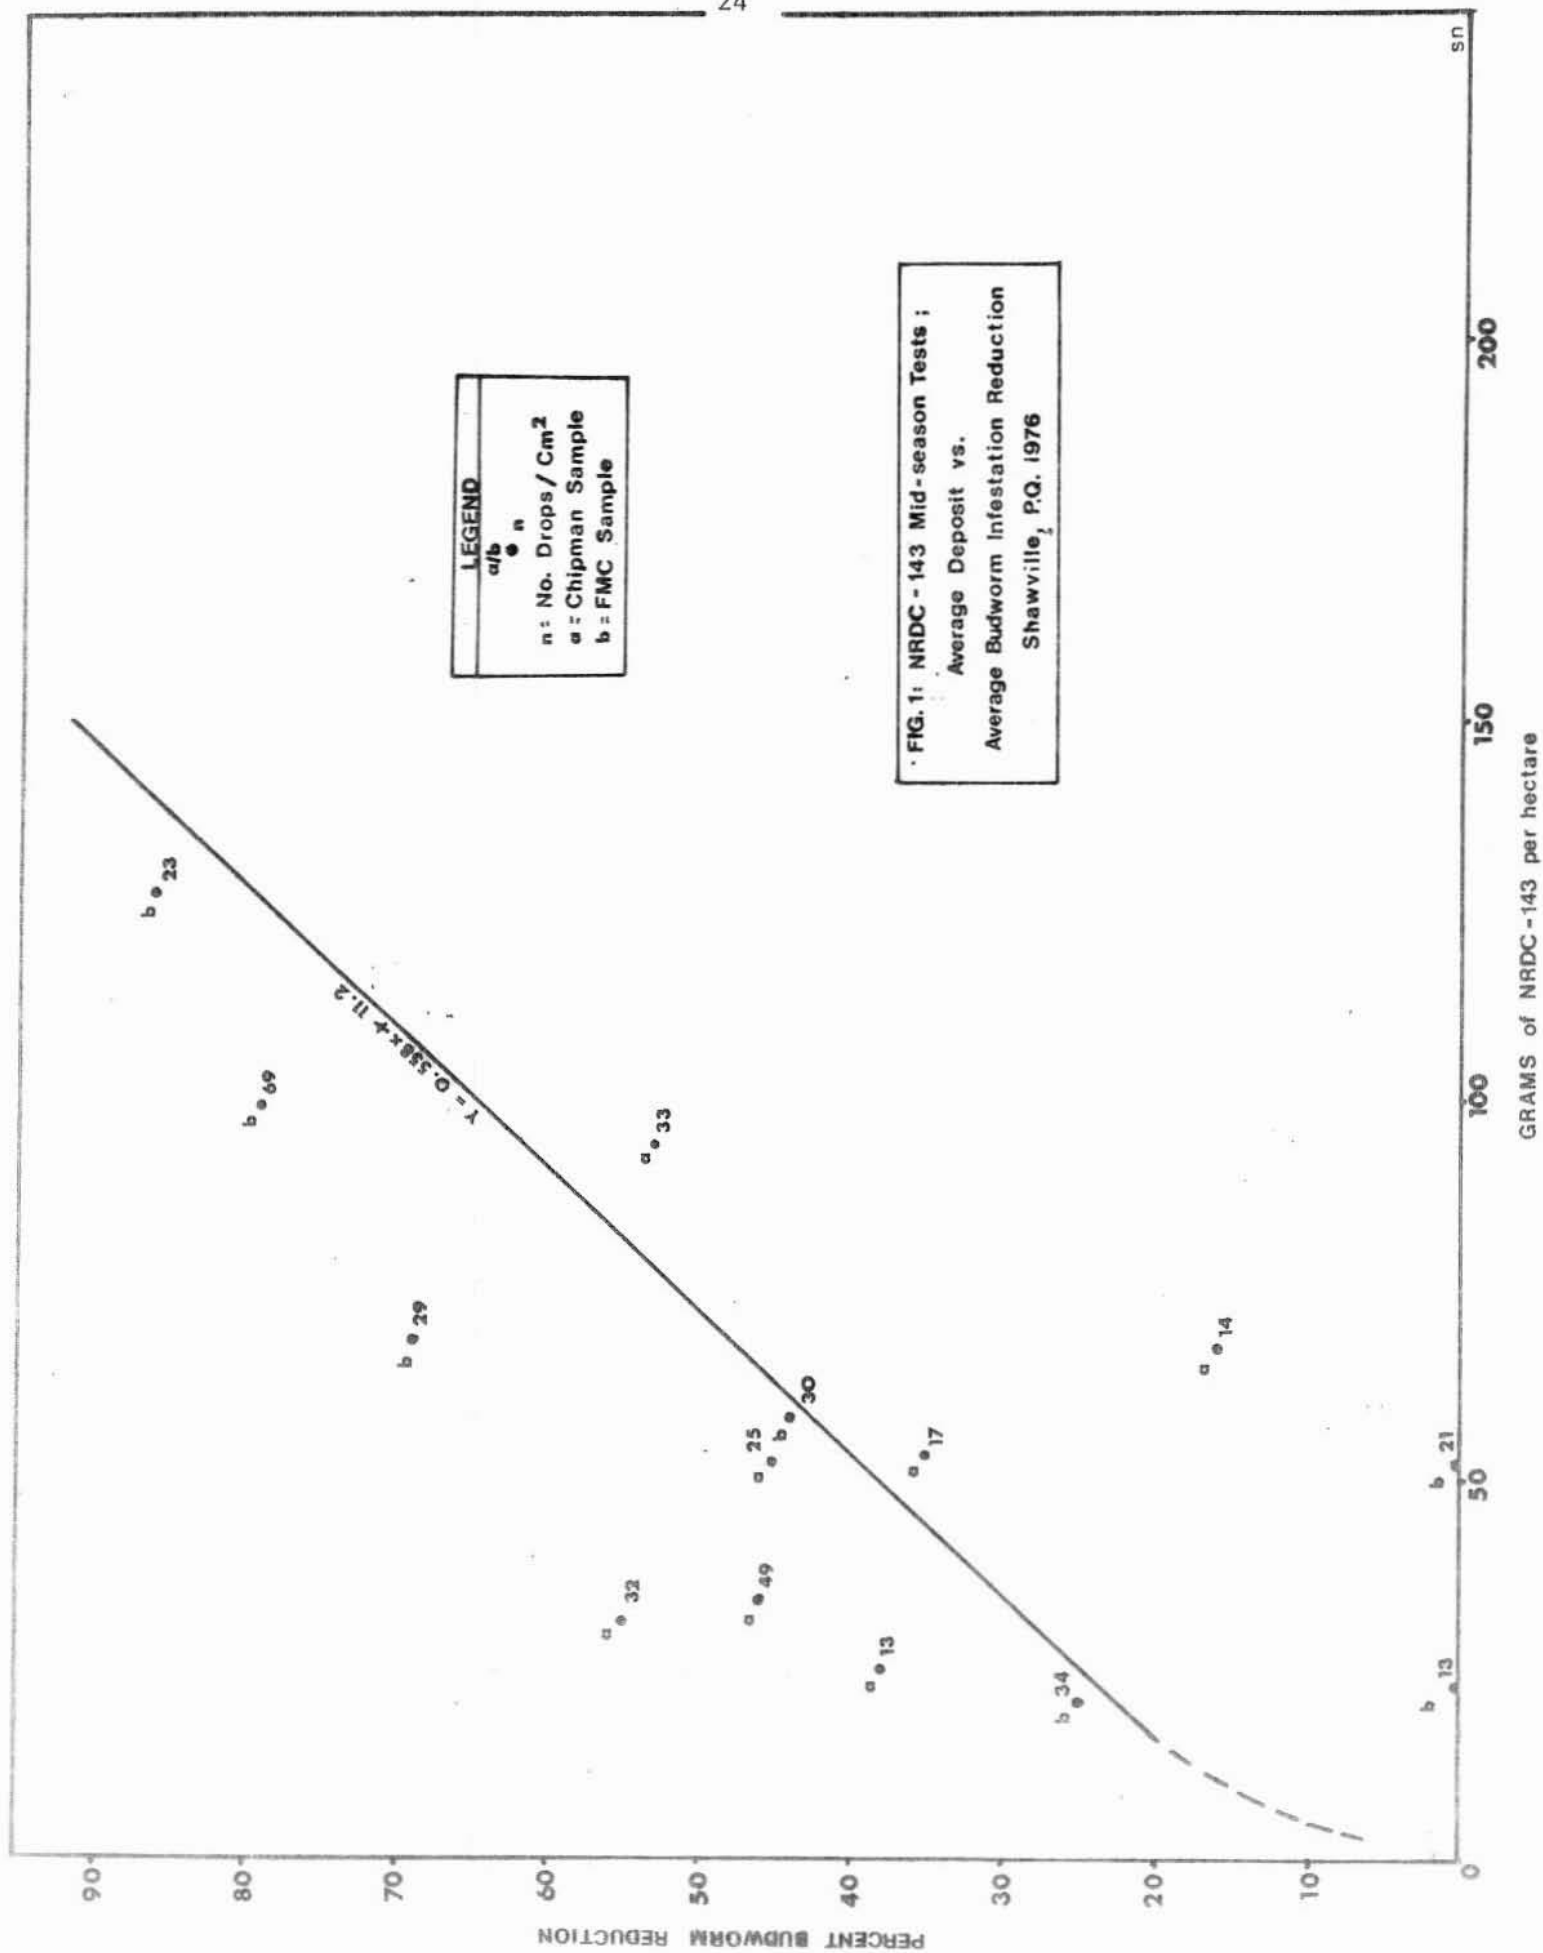 24
sn
LEGEND
a/b
n
n = No. Drops / Cm²
a = Chipman Sample
b = FMC Sample
FIG. 1: NRDC - 143 Mid-season Tests ;
Average Deposit vs.
Average Budworm Infestation Reduction
Shawville, P.Q. 1976
PERCENT BUDWORM REDUCTION
90
80
70
60
50
40
30
20
10
0
50
100
150
200
GRAMS of NRDC - 143 per hectare
Y = 0.558x + 11.2
b 23
b 69
b 29
a 33
a 32
a 49
a 25
b 30
a 13
a 17
b 34
a 14
b 13
b 21